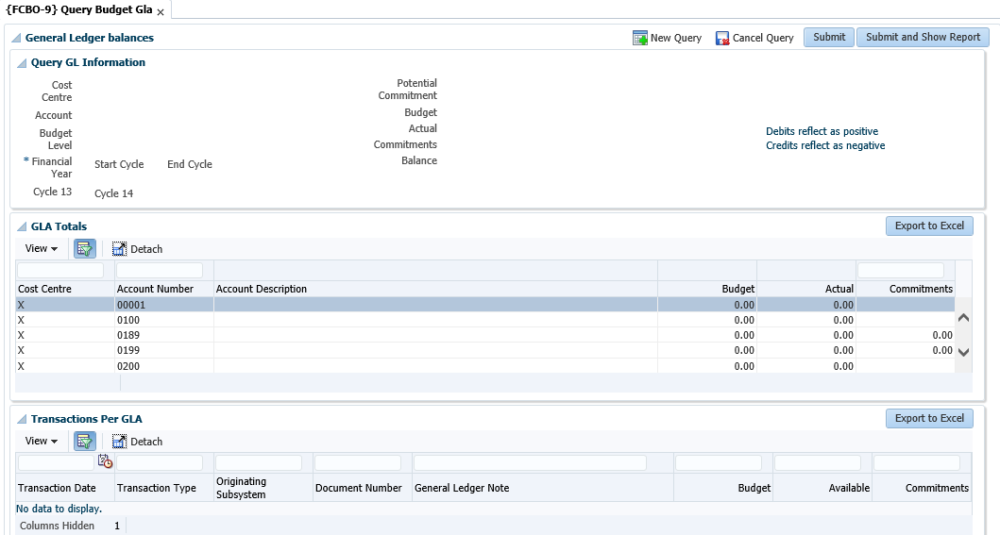 {FCBO-9} Query Budget Gla x
General Ledger balances New Query Cancel Query Submit Submit and Show Report
Query GL Information
Cost Centre
Potential Commitment
Account
Budget
Budget Level
Actual
Debits reflect as positive
Commitments
Credits reflect as negative
* Financial Year Start Cycle End Cycle
Balance
Cycle 13 Cycle 14
GLA Totals Export to Excel
View Detach
Cost Centre Account Number Account Description Budget Actual Commitments
X 00001 0.00 0.00
X 0100 0.00 0.00
X 0189 0.00 0.00 0.00
X 0199 0.00 0.00 0.00
X 0200 0.00 0.00
Transactions Per GLA Export to Excel
View Detach
Transaction Date Transaction Type Originating Subsystem Document Number General Ledger Note Budget Available Commitments
No data to display.
Columns Hidden 1